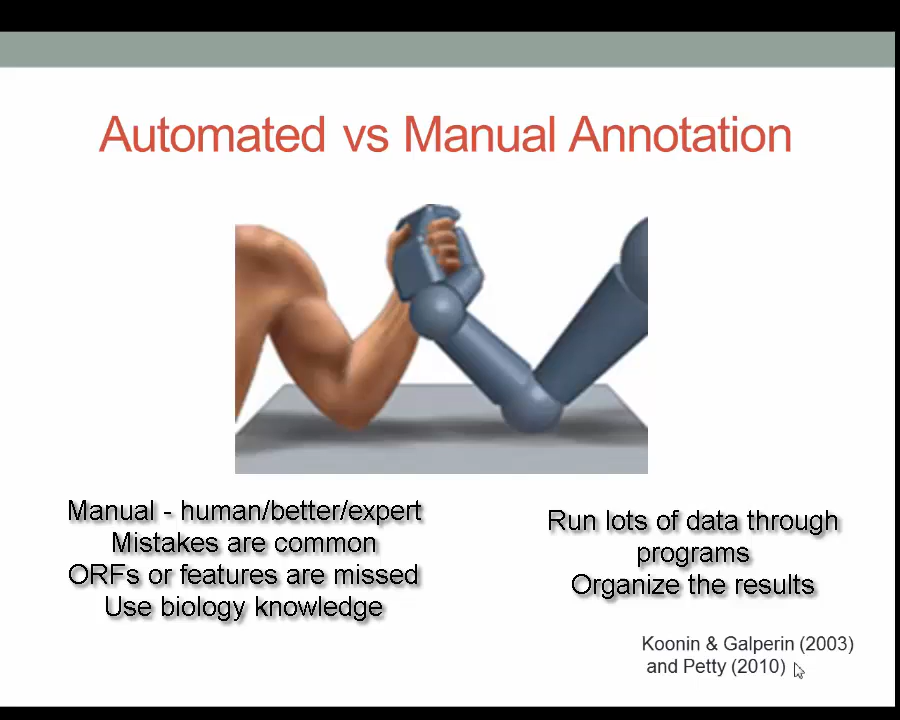 Automated vs Manual Annotation
Manual - human/better/expert
Mistakes are common
ORFs or features are missed
Use biology knowledge
Run lots of data through
programs
Organize the results
Koonin & Galperin (2003)
and Petty (2010)